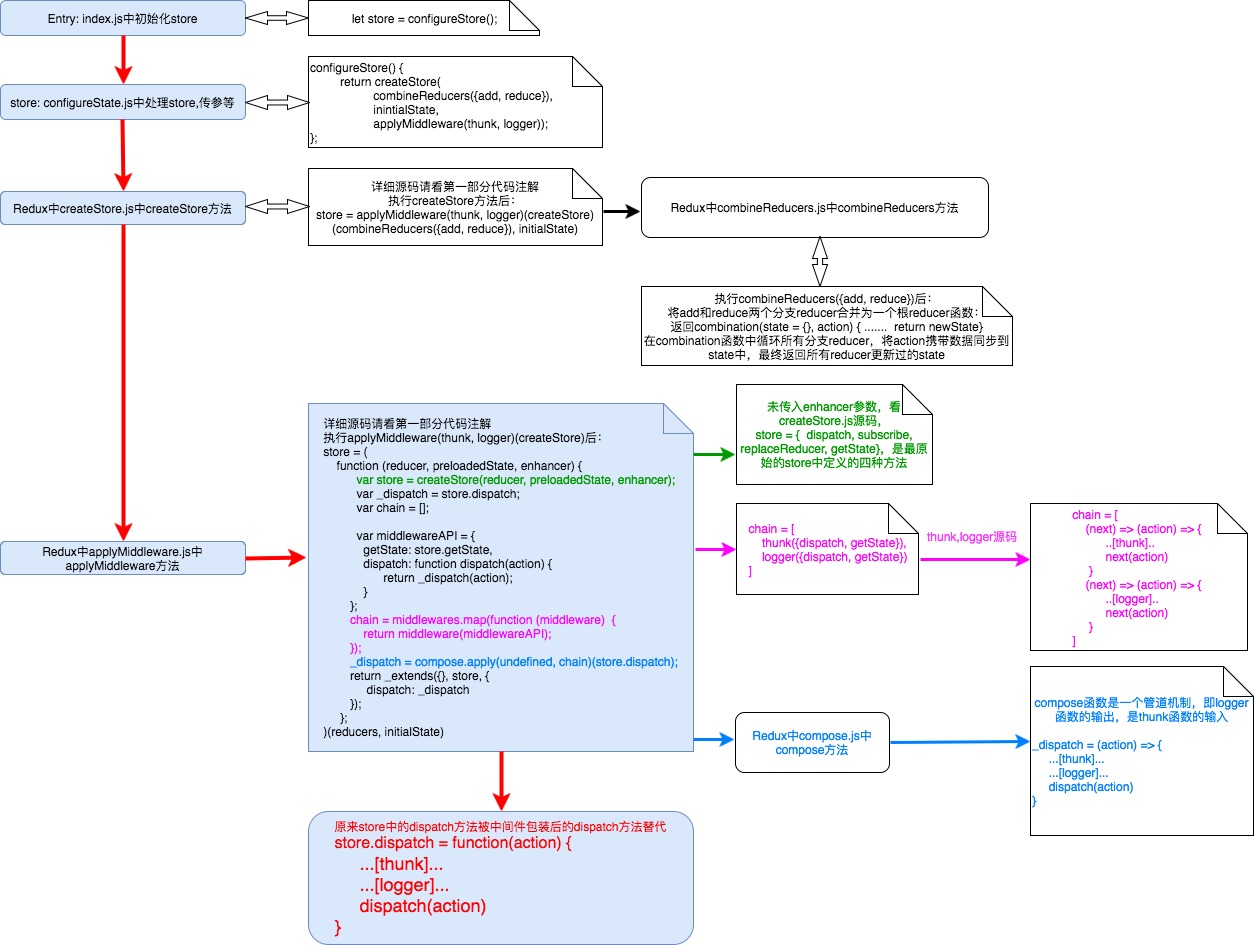 Entry: index.js中初始化store
let store = configureStore();
store: configureState.js中处理store,传参等
configureStore() {
return createStore(
combineReducers({add, reduce}),
inintialState,
applyMiddleware(thunk, logger));
};
Redux中createStore.js中createStore方法
详细源码请看第一部分代码注解
执行createStore方法后：
store = applyMiddleware(thunk, logger)(createStore)
(combineReducers({add, reduce}), initialState)
Redux中combineReducers.js中combineReducers方法
执行combineReducers({add, reduce})后：
将add和reduce两个分支reducer合并为一个根reducer函数：
返回combination(state = {}, action) { ....... return newState}
在combination函数中循环所有分支reducer，将action携带数据同步到
state中，最终返回所有reducer更新过的state
Redux中applyMiddleware.js中
applyMiddleware方法
详细源码请看第一部分代码注解
执行applyMiddleware(thunk, logger)(createStore)后：
store = (
function (reducer, preloadedState, enhancer) {
var store = createStore(reducer, preloadedState, enhancer);
var _dispatch = store.dispatch;
var chain = [];
var middlewareAPI = {
getState: store.getState,
dispatch: function dispatch(action) {
return _dispatch(action);
}
};
chain = middlewares.map(function (middleware) {
return middleware(middlewareAPI);
});
_dispatch = compose.apply(undefined, chain)(store.dispatch);
return _extends({}, store, {
dispatch: _dispatch
});
};
)(reducers, initialState)
未传入enhancer参数，看
createStore.js源码，
store = { dispatch, subscribe,
replaceReducer, getState}，是最原
始的store中定义的四种方法
chain = [
thunk({dispatch, getState}),
logger({dispatch, getState})
]
thunk,logger源码
chain = [
(next) => (action) => {
..[thunk]..
next(action)
}
(next) => (action) => {
..[logger]..
next(action)
}
]
Redux中compose.js中
compose方法
compose函数是一个管道机制，即logger
函数的输出，是thunk函数的输入
_dispatch = (action) => {
...[thunk]...
...[logger]...
dispatch(action)
}
原来store中的dispatch方法被中间件包装后的dispatch方法替代
store.dispatch = function(action) {
...[thunk]...
...[logger]...
dispatch(action)
}